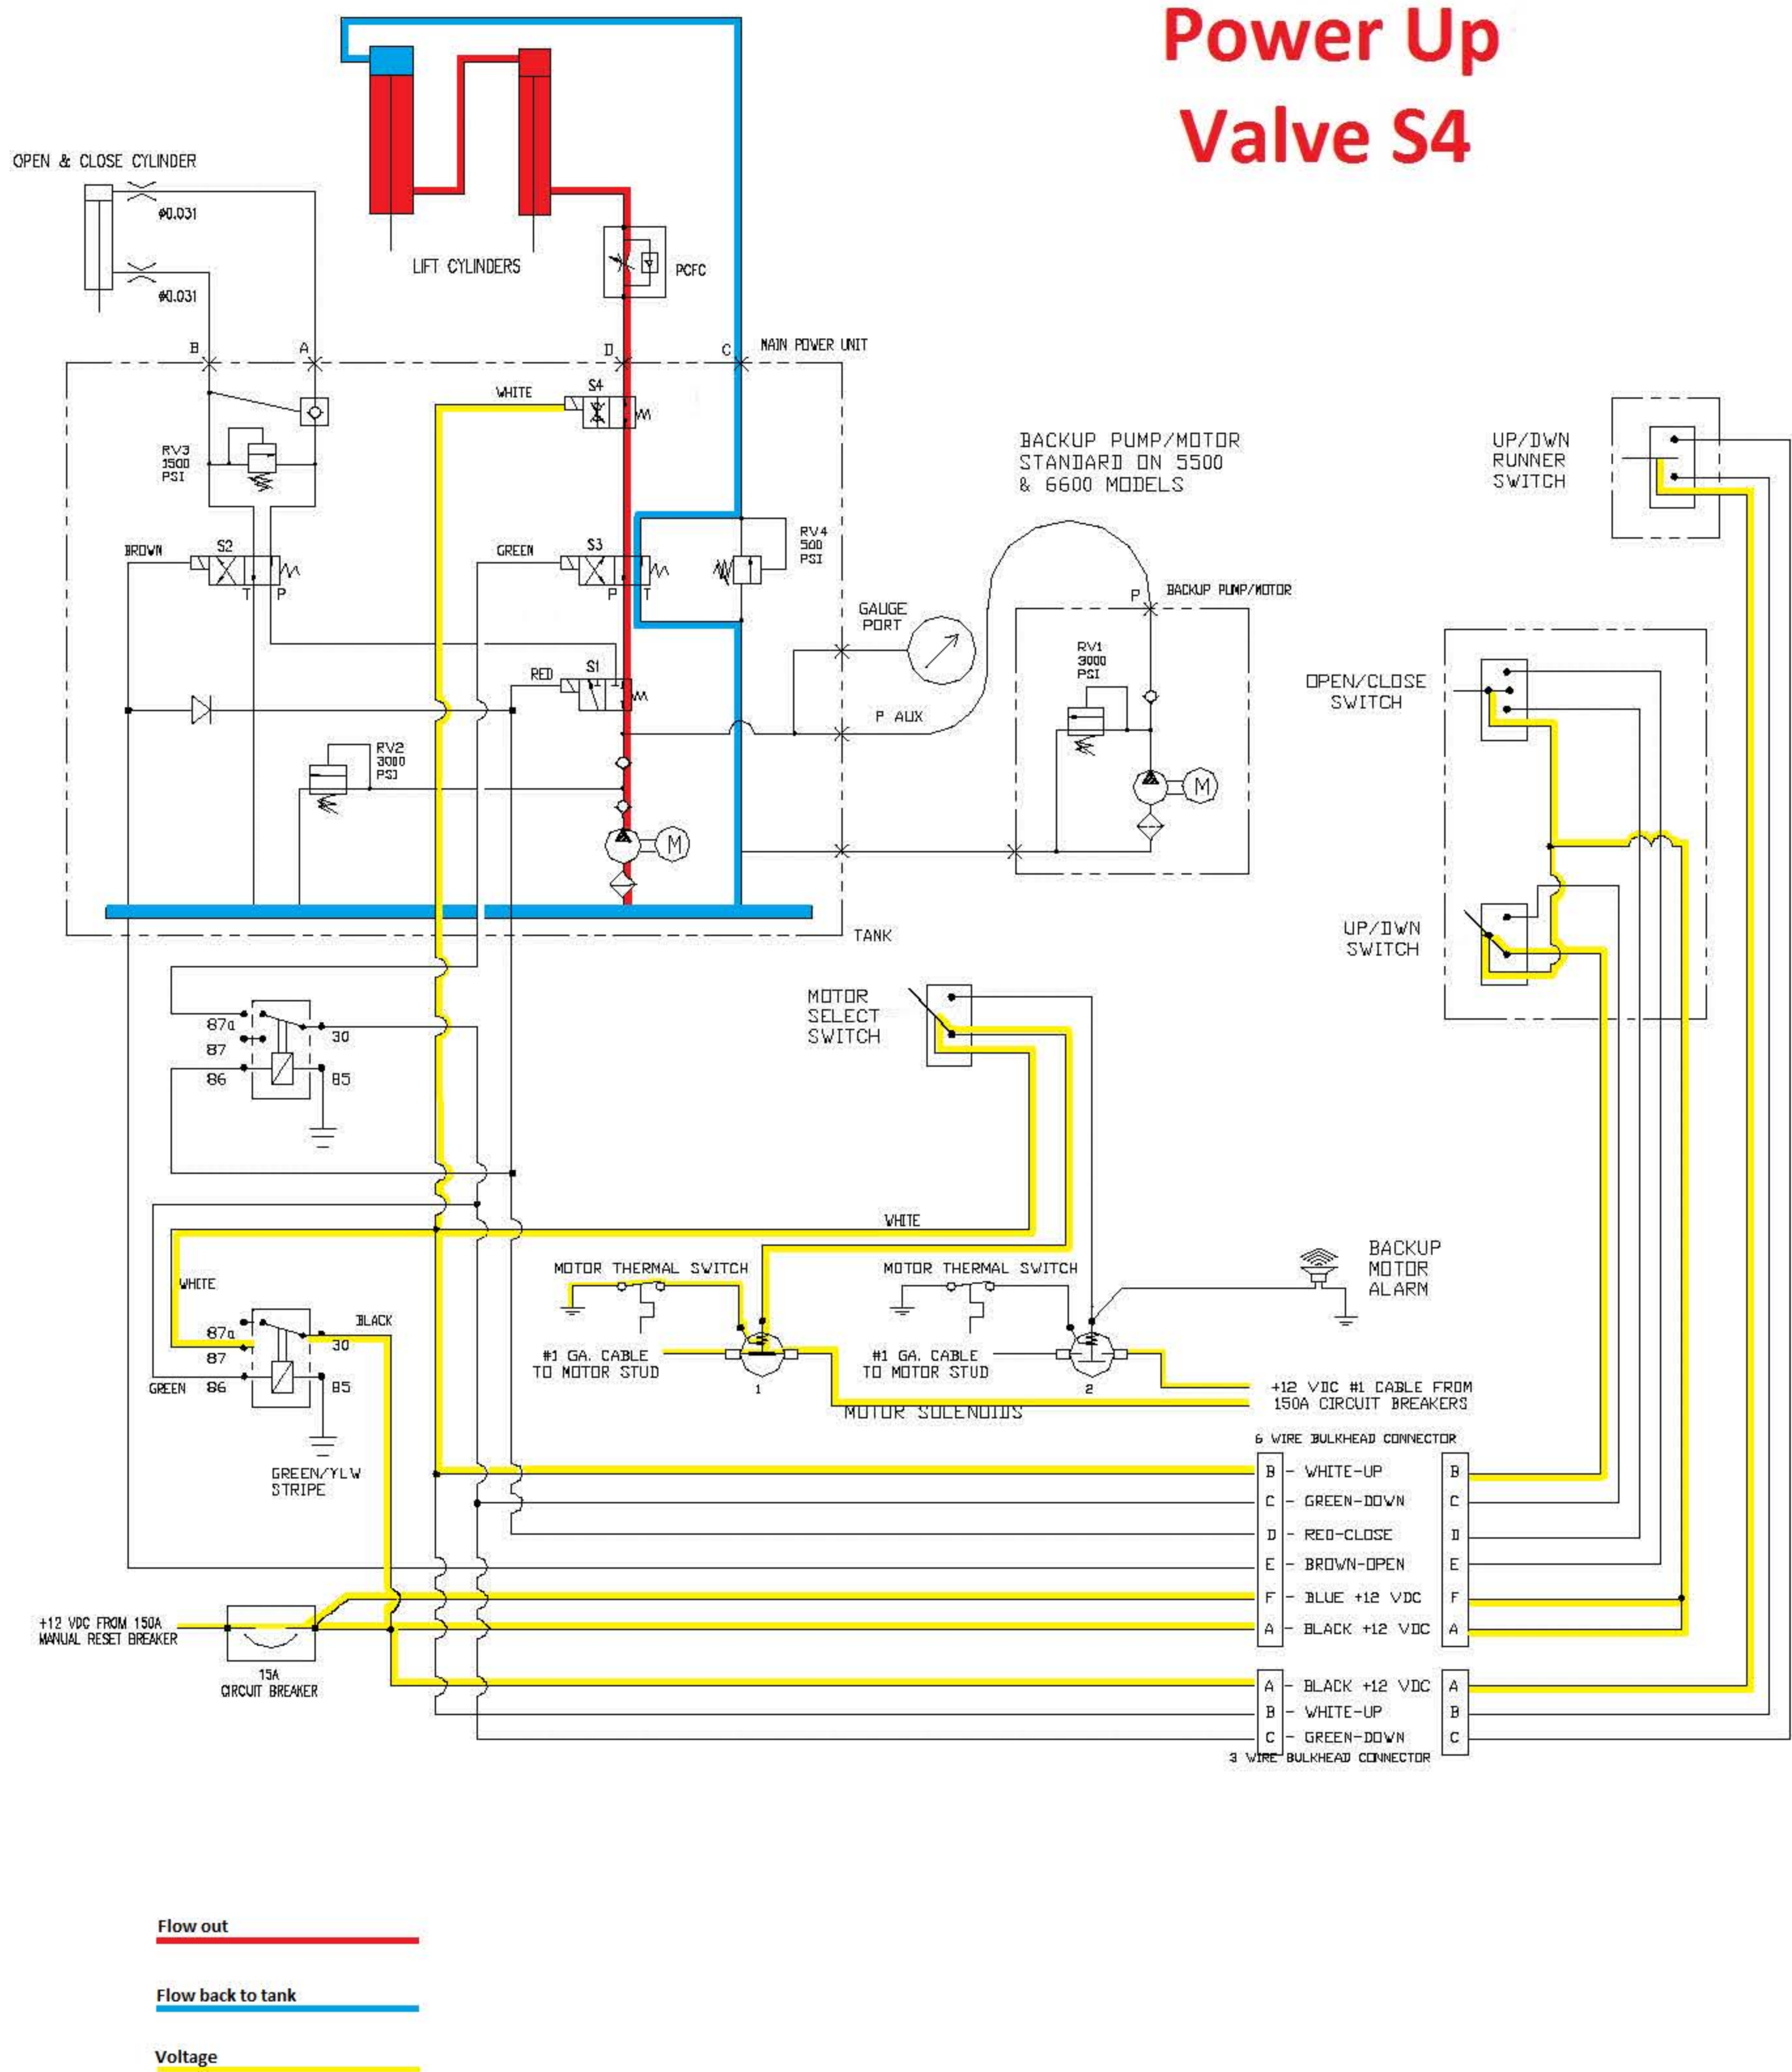 Power Up
Valve S4
OPEN & CLOSE CYLINDER
ø0.031
ø0.031
LIFT CYLINDERS
PCFC
B
A
D
C
MAIN POWER UNIT
WHITE
S4
RV3
1500
PSI
BROWN
S2
T
P
GREEN
S3
P
T
RV4
500
PSI
RED
S1
RV2
3000
PSI
M
TANK
GAUGE
PORT
P AUX
BACKUP PUMP/MOTOR
STANDARD ON 5500
& 6600 MODELS
P
BACKUP PUMP/MOTOR
RV1
3000
PSI
M
UP/DWN
RUNNER
SWITCH
OPEN/CLOSE
SWITCH
UP/DWN
SWITCH
MOTOR
SELECT
SWITCH
87a
87
86
30
85
WHITE
WHITE
87a
87
GREEN 86
BLACK
30
85
GREEN/YLW
STRIPE
MOTOR THERMAL SWITCH
MOTOR THERMAL SWITCH
BACKUP
MOTOR
ALARM
#1 GA. CABLE
TO MOTOR STUD
1
#1 GA. CABLE
TO MOTOR STUD
2
MOTOR SOLENOIDS
+12 VDC #1 CABLE FROM
150A CIRCUIT BREAKERS
6 WIRE BULKHEAD CONNECTOR
B - WHITE-UP B
C - GREEN-DOWN C
D - RED-CLOSE D
E - BROWN-OPEN E
F - BLUE +12 VDC F
A - BLACK +12 VDC A
+12 VDC FROM 150A
MANUAL RESET BREAKER
15A
CIRCUIT BREAKER
A - BLACK +12 VDC A
B - WHITE-UP B
C - GREEN-DOWN C
3 WIRE BULKHEAD CONNECTOR
Flow out
Flow back to tank
Voltage